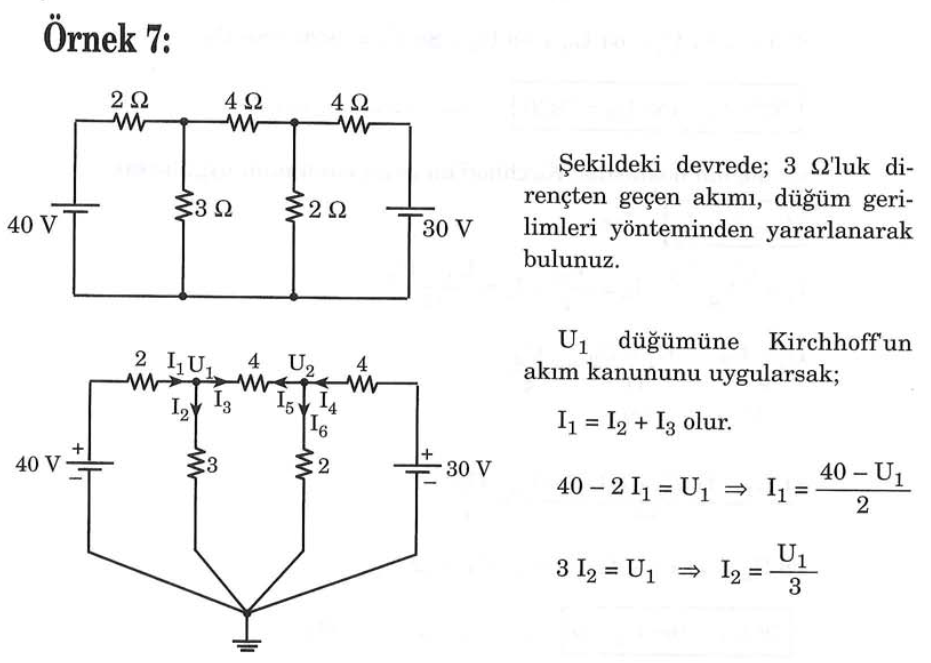 Örnek 7:
2 Ω 4 Ω 4 Ω
40 V 3 Ω 2 Ω 30 V
Şekildeki devrede; 3 Ω'luk di-
rençten geçen akımı, düğüm geri-
limleri yönteminden yararlanarak
bulunuz.
2 I₁ U₁ 4 U₂ 4
I₂ I₃ I₅ I₄
I₆
40 V + − 3 2 + − 30 V
U₁ düğümüne Kirchhoff'un
akım kanununu uygularsak;
I₁ = I₂ + I₃ olur.
40 – 2 I₁ = U₁ ⇒ I₁ = (40 – U₁)/2
3 I₂ = U₁ ⇒ I₂ = U₁/3